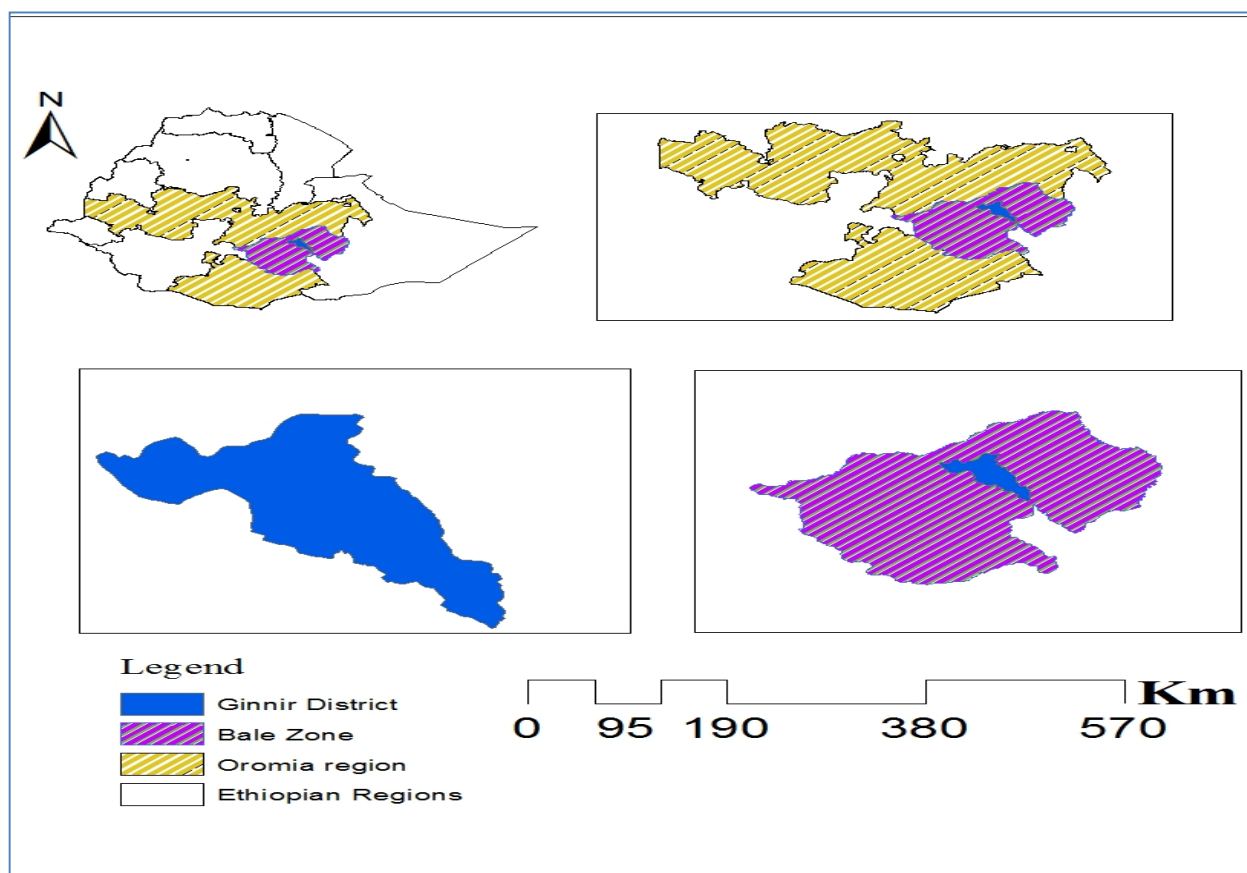 N
Legend
Ginnir District
Bale Zone
Oromia region
Ethiopian Regions
Km
0 95 190 380 570